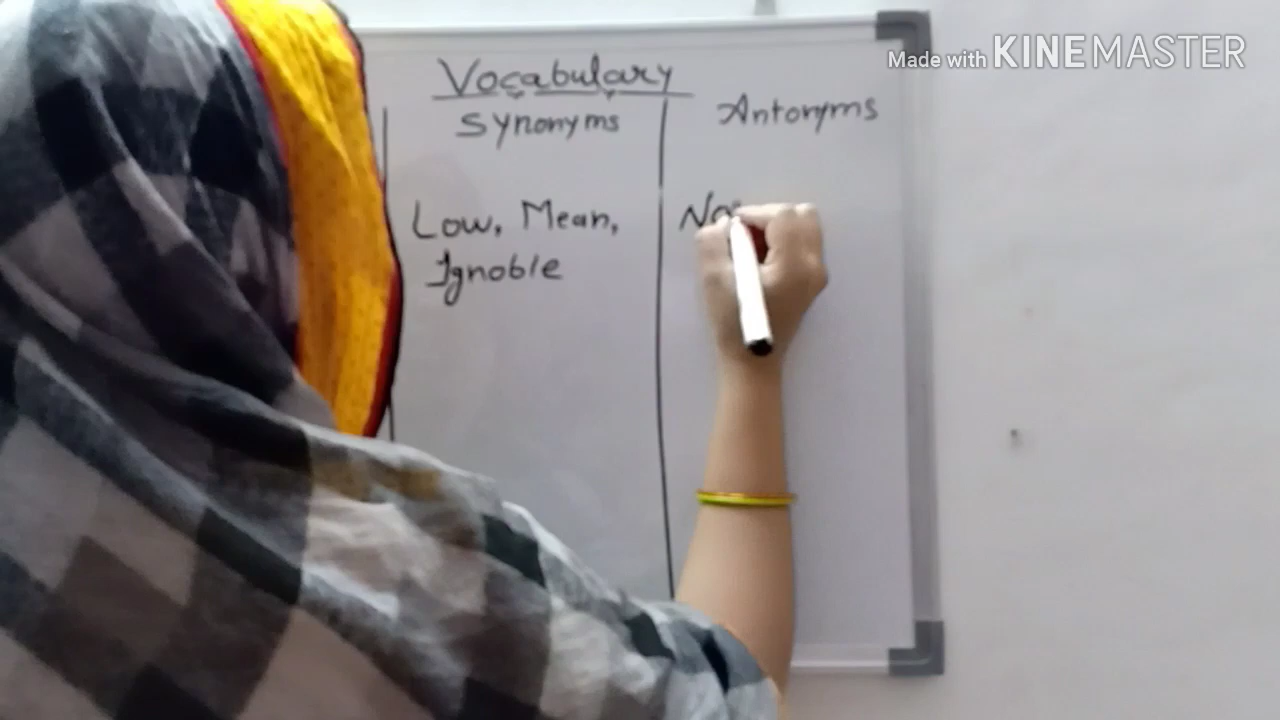 Made with KINEMASTER
Vocabulary
Synonyms
Antonyms
Low, Mean,
Ignoble